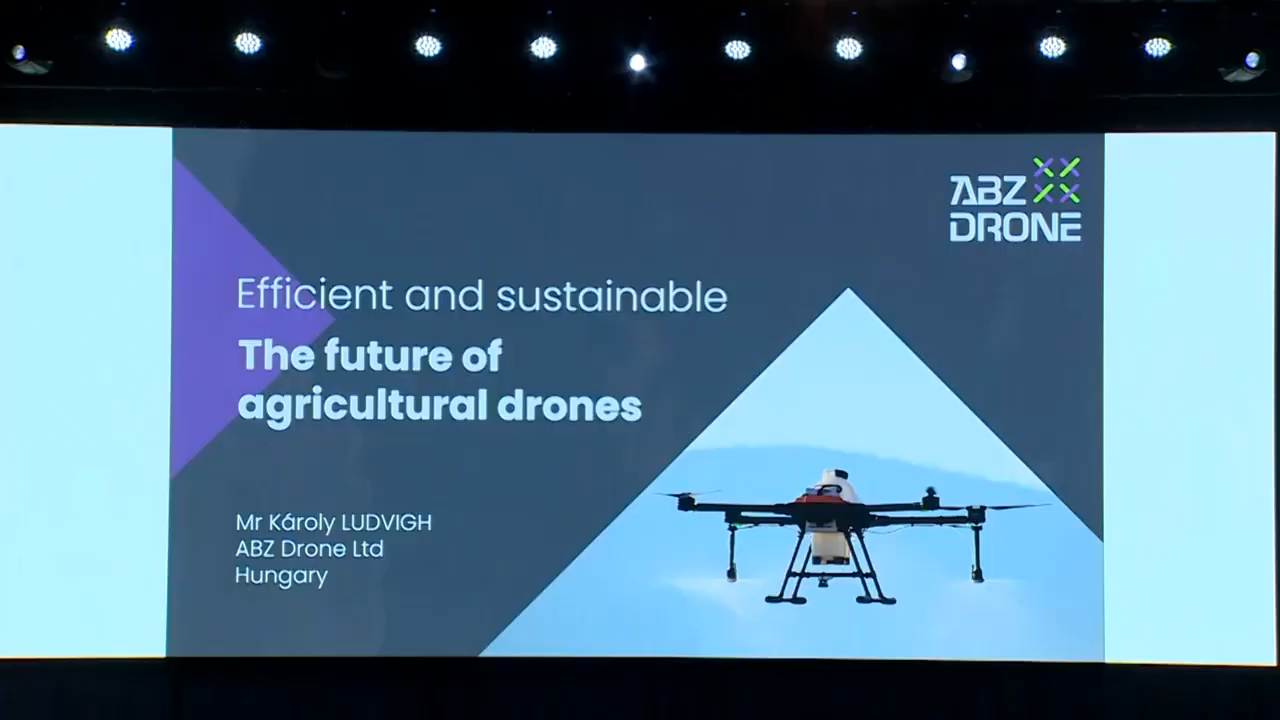 ABZ
DRONE
Efficient and sustainable
The future of
agricultural drones
Mr Károly LUDVIGH
ABZ Drone Ltd
Hungary